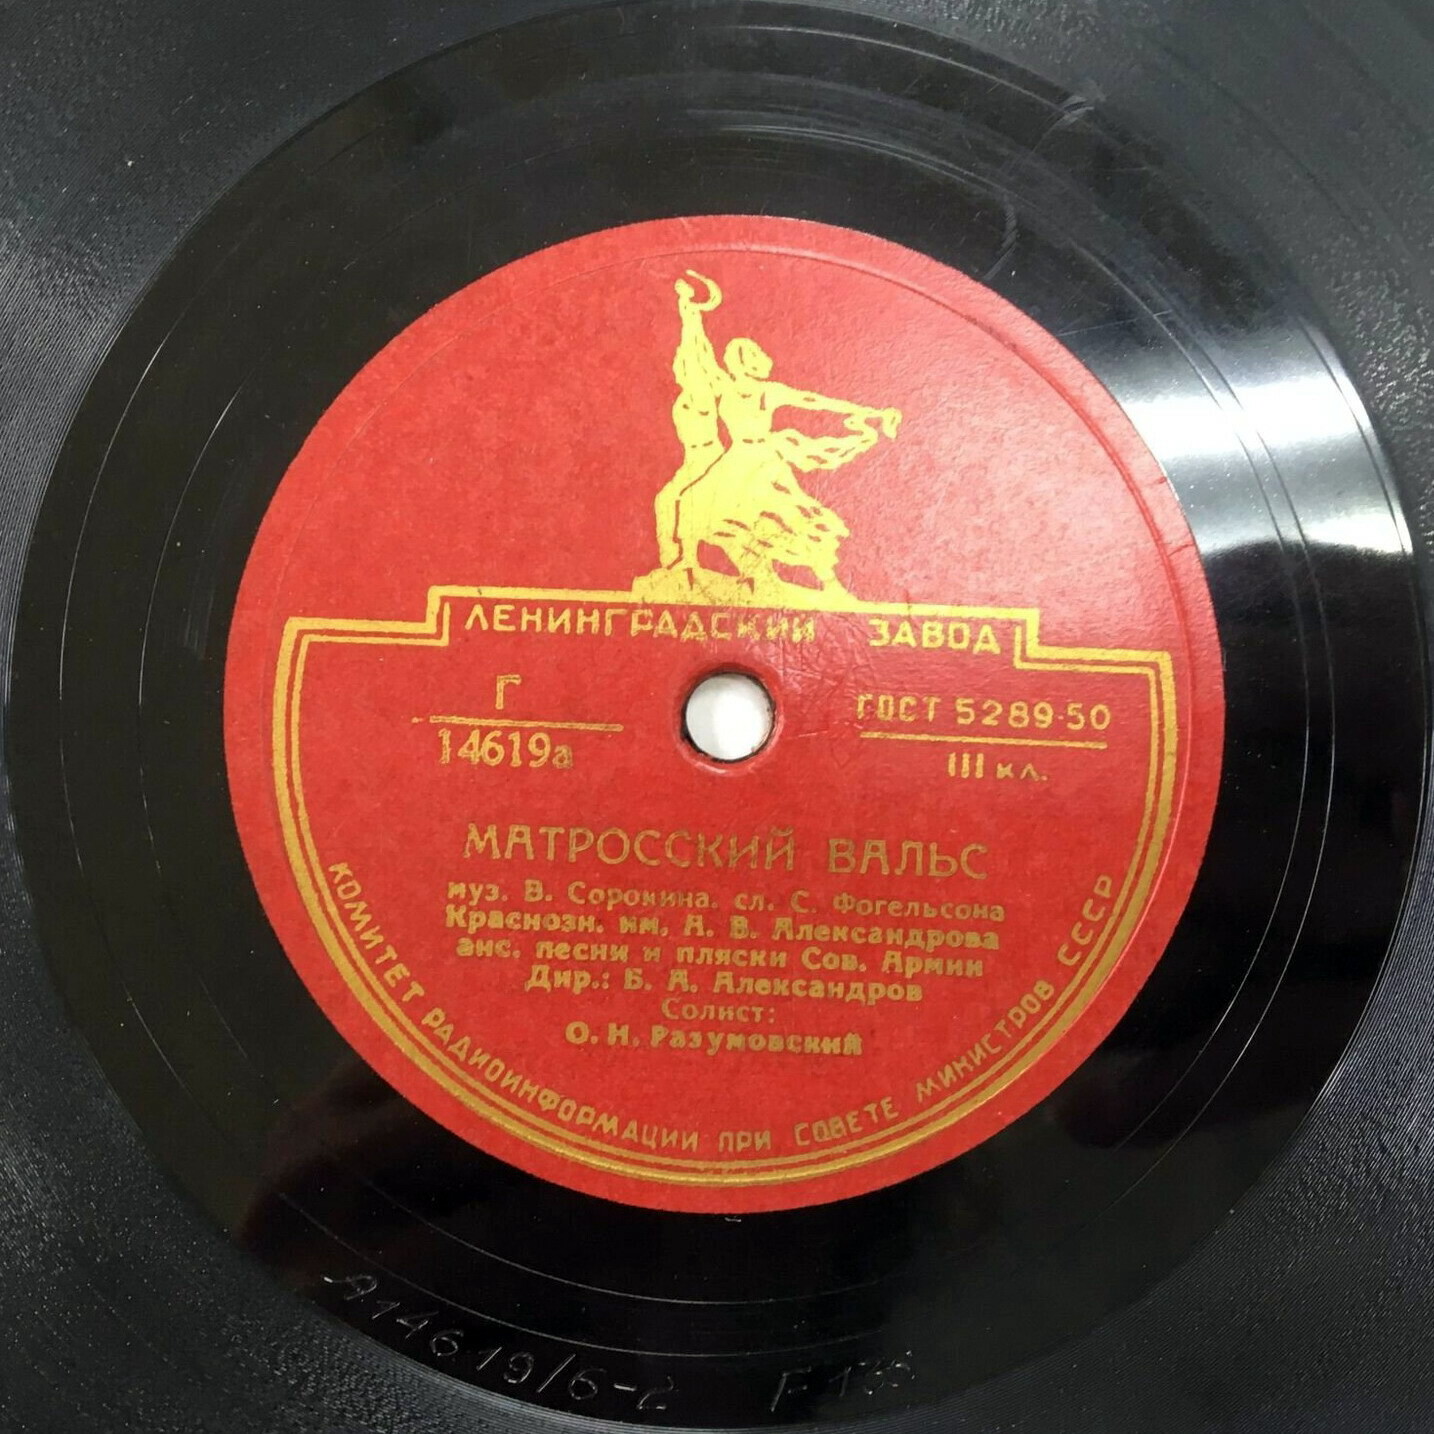 ЛЕНИНГРАДСКИЙ ЗАВОД
Г
14619а
ГОСТ 5289-50
III кл.
МАТРОССКИЙ ВАЛЬС
муз. В. Сорокина. сл. С. Фогельсона
Краснозн. им. А. В. Александрова
анс. песни и пляски Сов. Армии
Дир.: Б. А. Александров
Солист:
О. Н. Разумовский
КОМИТЕТ РАДИОИНФОРМАЦИИ ПРИ СОВЕТЕ МИНИСТРОВ СССР
А14619/6-2